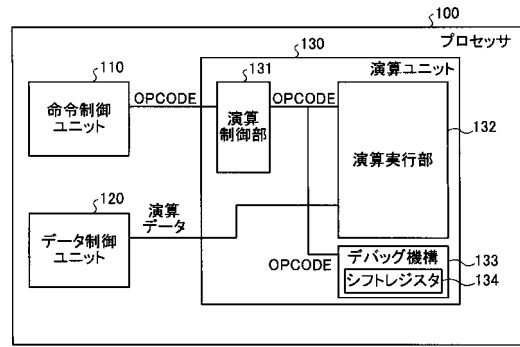 100
プロセッサ
130
演算ユニット
110
命令制御
ユニット
OPCODE
131
演算
制御部
OPCODE
132
演算実行部
120
データ制御
ユニット
演算
データ
OPCODE
デバッグ機構
133
シフトレジスタ
134